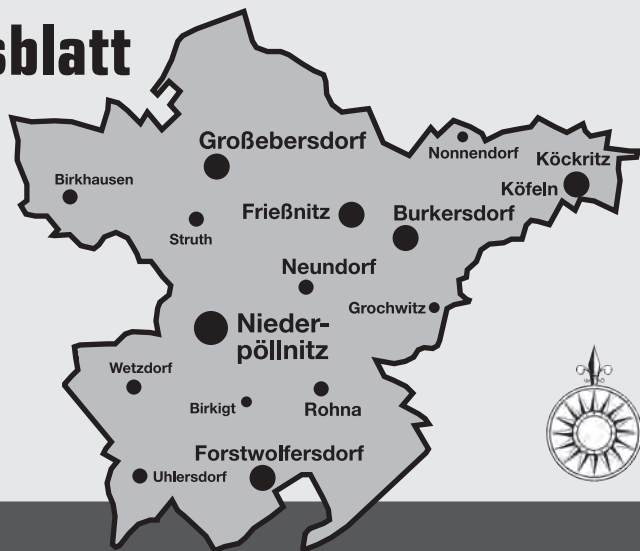 sblatt
Großebersdorf
Nonnendorf
Köckritz
Birkhausen
Köfeln
Frießnitz
Burkersdorf
Struth
Neundorf
Grochwitz
Nieder-
pöllnitz
Wetzdorf
Birkigt
Rohna
Forstwolfersdorf
Uhlersdorf